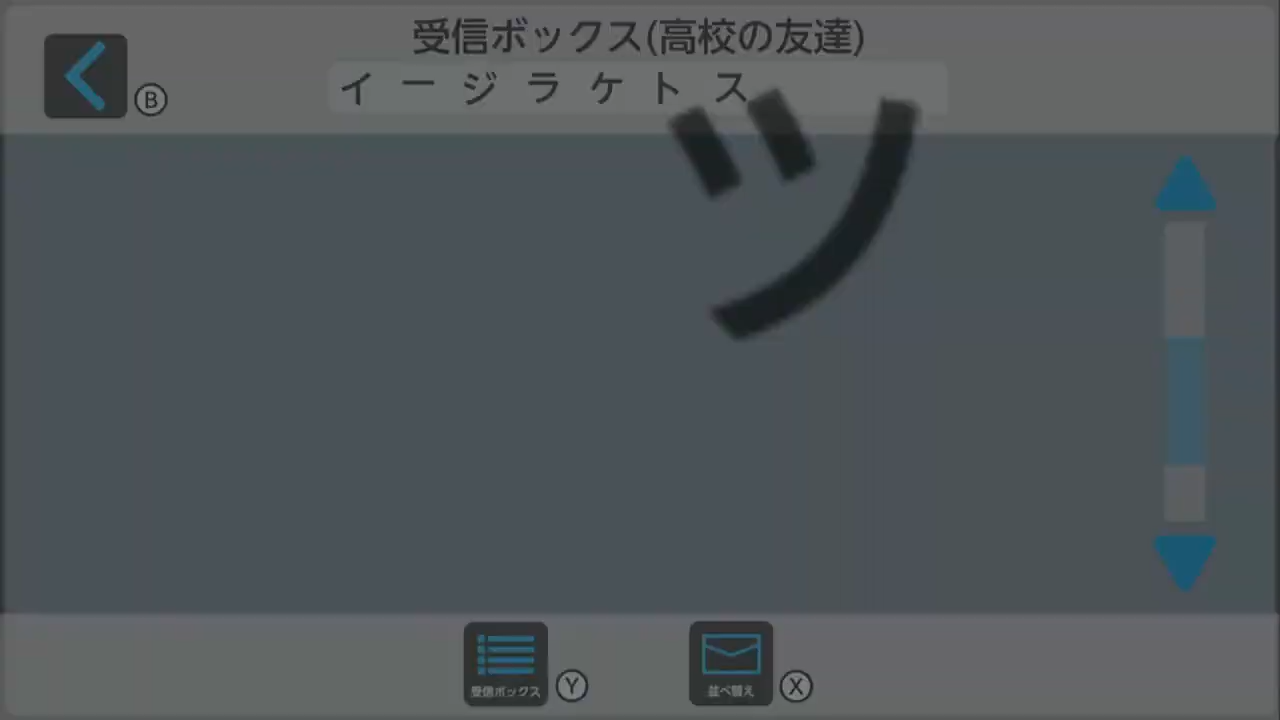 受信ボックス(高校の友達)
イージラケトス
ツ
B
受信ボックス Y
並べ替え X